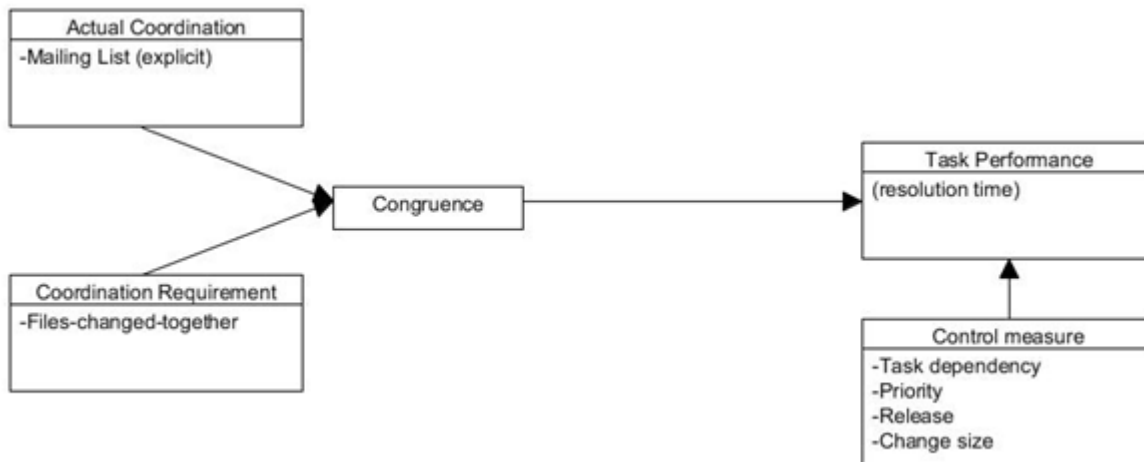 Actual Coordination
-Mailing List (explicit)
Congruence
Coordination Requirement
-Files-changed-together
Task Performance
(resolution time)
Control measure
-Task dependency
-Priority
-Release
-Change size